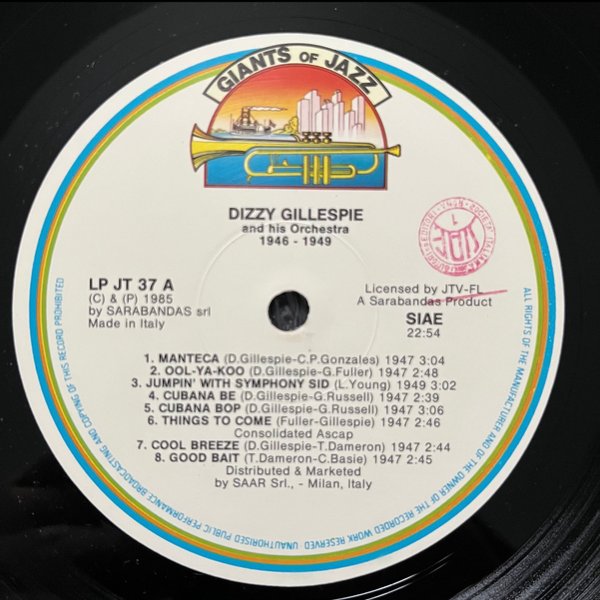 GIANTS OF JAZZ
DIZZY GILLESPIE
and his Orchestra
1946 - 1949
LP JT 37 A
(C) & (P) 1985
by SARABANDAS srl
Made in Italy
Licensed by JTV-FL
A Sarabandas Product
SIAE
22:54
1. MANTECA (D.Gillespie-C.P.Gonzales) 1947 3:04
2. OOL-YA-KOO (D.Gillespie-G.Fuller) 1947 2:48
3. JUMPIN' WITH SYMPHONY SID (L.Young) 1949 3:02
4. CUBANA BE (D.Gillespie-G.Russell) 1947 2:39
5. CUBANA BOP (D.Gillespie-G.Russell) 1947 3:06
6. THINGS TO COME (Fuller-Gillespie) 1947 2:46
Consolidated Ascap
7. COOL BREEZE (D.Gillespie-T.Dameron) 1947 2:44
8. GOOD BAIT (T.Dameron-C.Basie) 1947 2:45
Distributed & Marketed
by SAAR Srl., - Milan, Italy
ALL RIGHTS OF THE MANUFACTURER AND OF THE OWNER OF THE RECORDED WORK RESERVED UNAUTHORISED PUBLIC PERFORMANCE BROADCASTING AND COPYING OF THIS RECORD PROHIBITED